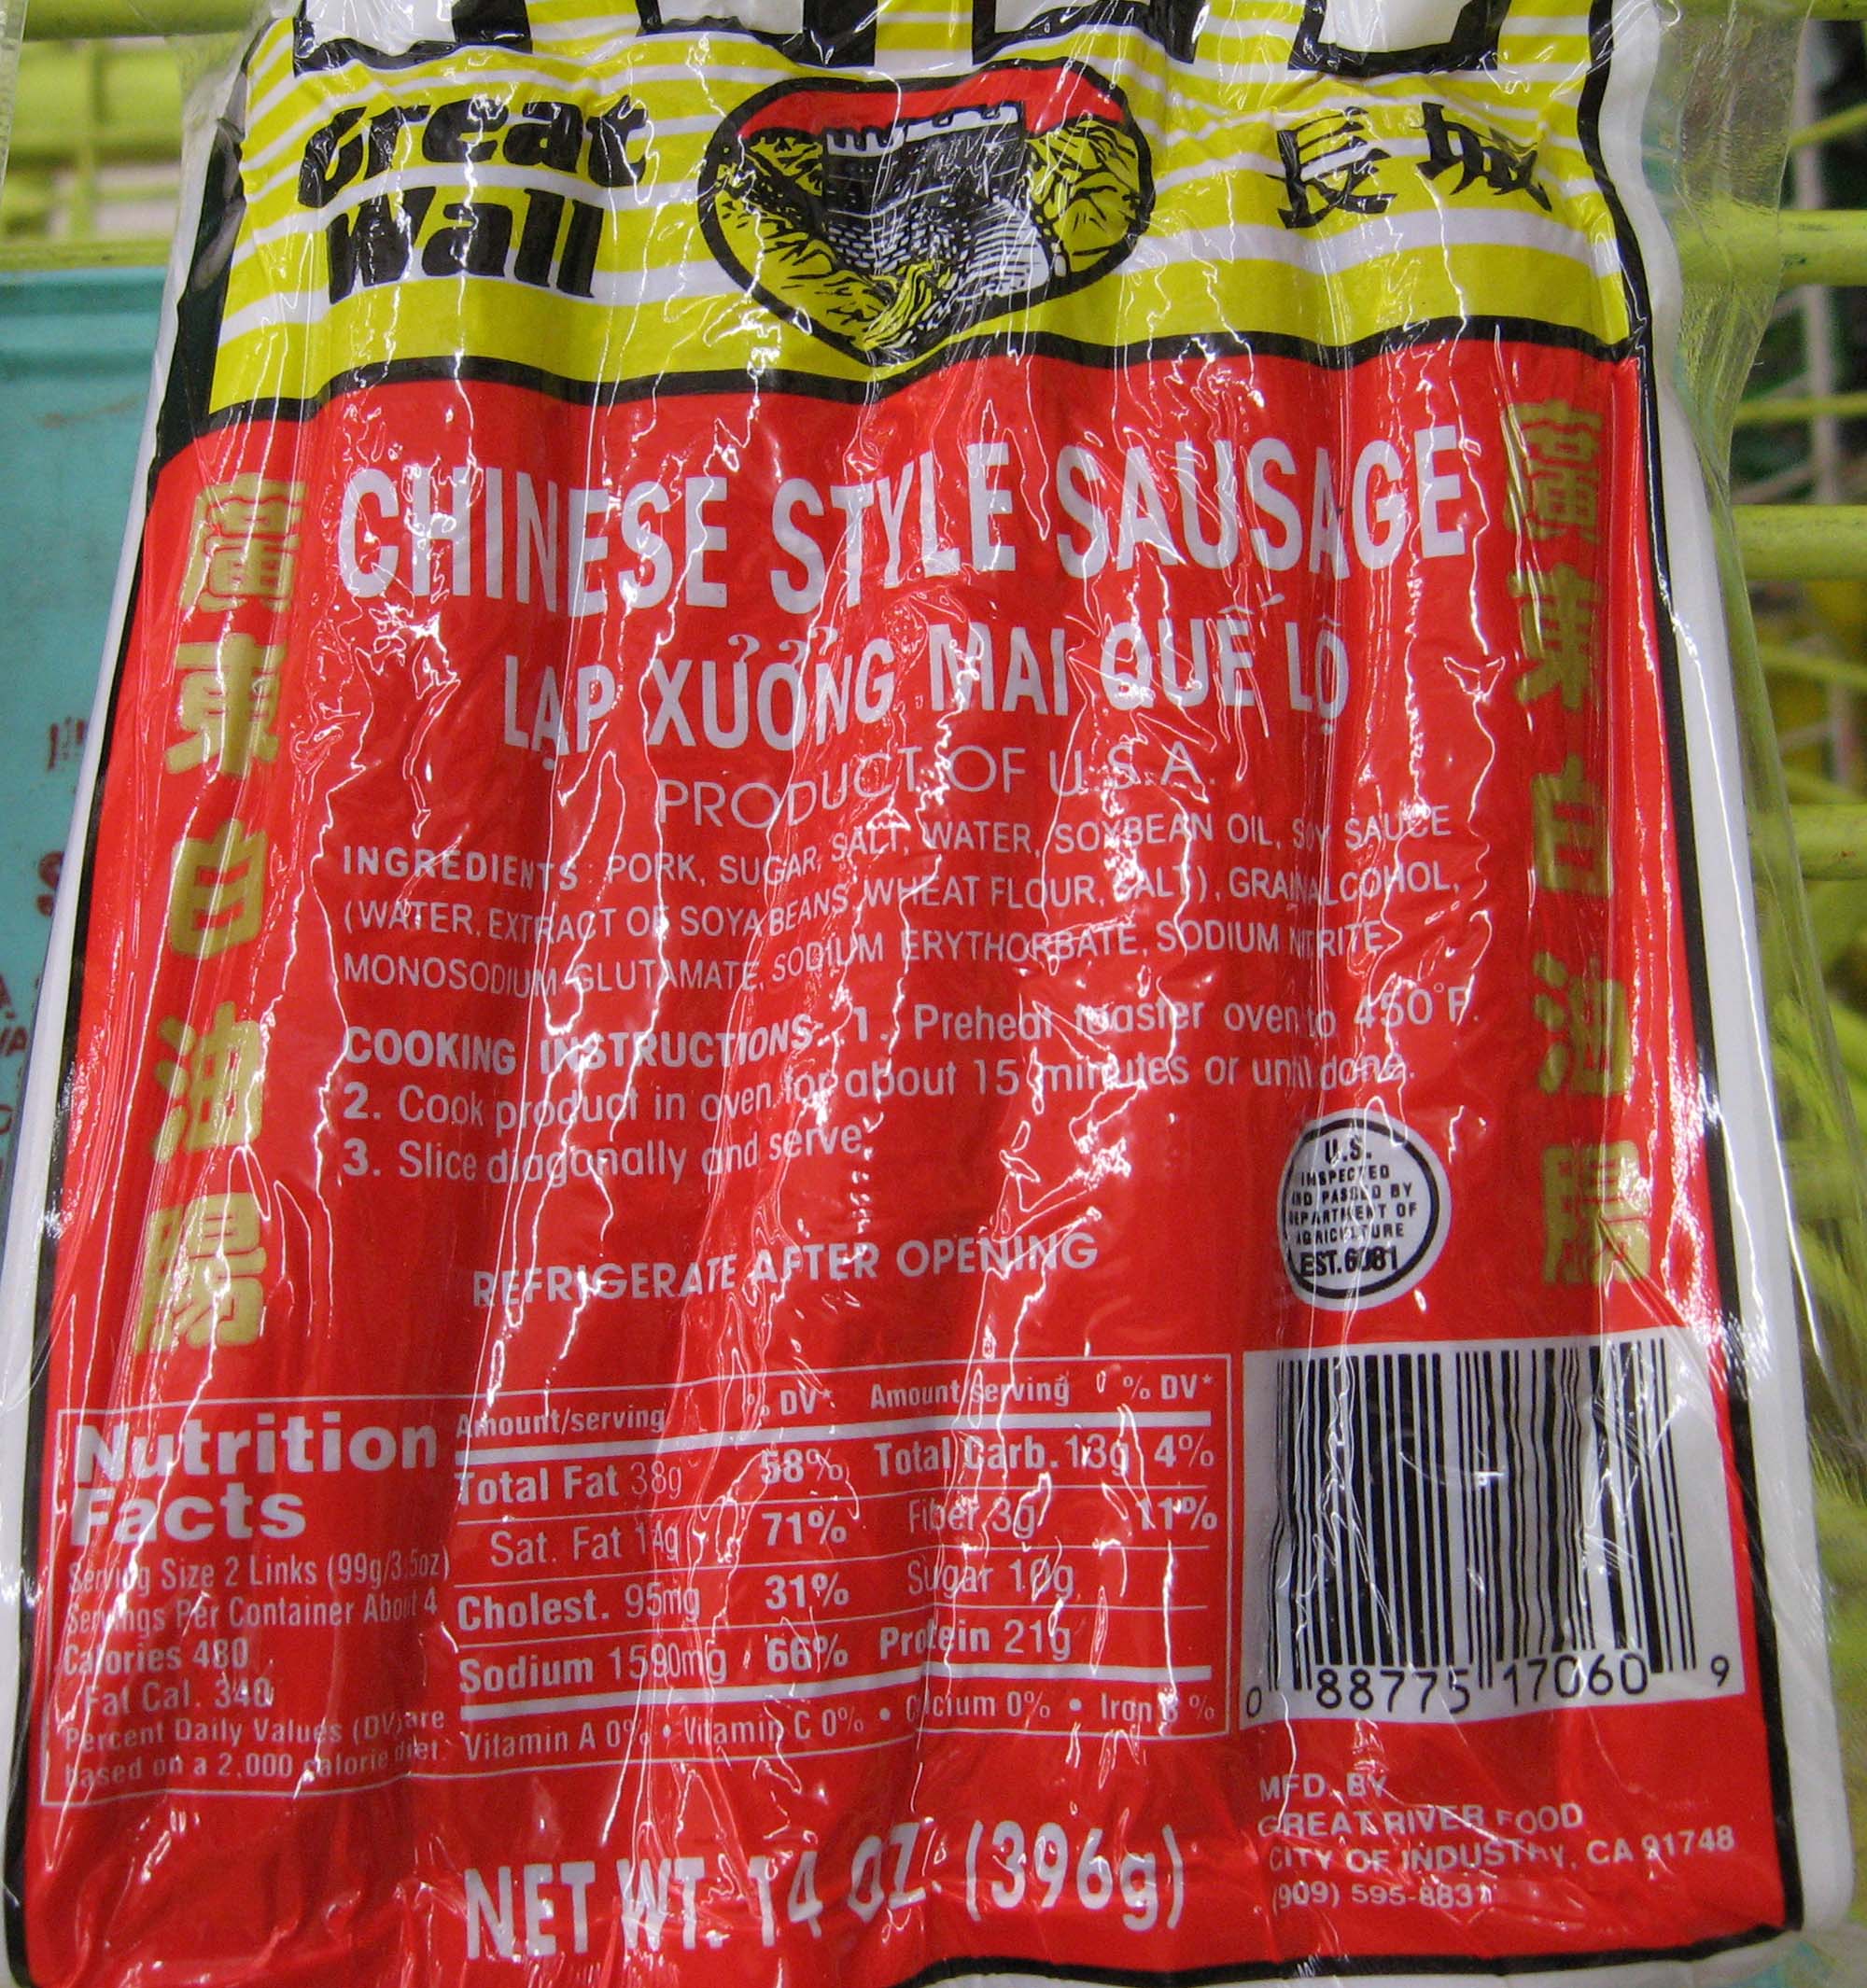 Great
Wall
長城
CHINESE STYLE SAUSAGE
LẠP XƯỞNG MAI QUẾ LỘ
PRODUCT OF U.S.A.
廣東白油腸
廣東白油腸
INGREDIENTS: PORK, SUGAR, SALT, WATER, SOYBEAN OIL, SOY SAUCE
(WATER, EXTRACT OF SOYA BEANS, WHEAT FLOUR, SALT), GRAIN ALCOHOL,
MONOSODIUM GLUTAMATE, SODIUM ERYTHORBATE, SODIUM NITRITE.
COOKING INSTRUCTIONS: 1. Preheat roaster oven to 450°F.
2. Cook product in oven for about 15 minutes or until done.
3. Slice diagonally and serve.
REFRIGERATE AFTER OPENING
U.S.
INSPECTED
AND PASSED BY
DEPARTMENT OF
AGRICULTURE
EST. 6081
Nutrition
Facts
Serving Size 2 Links (99g/3.5oz)
Servings Per Container About 4
Calories 480
Fat Cal. 340
Percent Daily Values (DV) are
based on a 2,000 calorie diet.
Amount/serving % DV* Amount/serving % DV*
Total Fat 38g 58% Total Carb. 13g 4%
Sat. Fat 14g 71% Fiber 3g 11%
Cholest. 95mg 31% Sugar 10g
Sodium 1590mg 66% Protein 21g
Vitamin A 0% • Vitamin C 0% • Calcium 0% • Iron %
0 88775 17060 9
MFD. BY
GREAT RIVER FOOD
CITY OF INDUSTRY, CA 91748
(909) 595-8831
NET WT. 14 OZ. (396g)